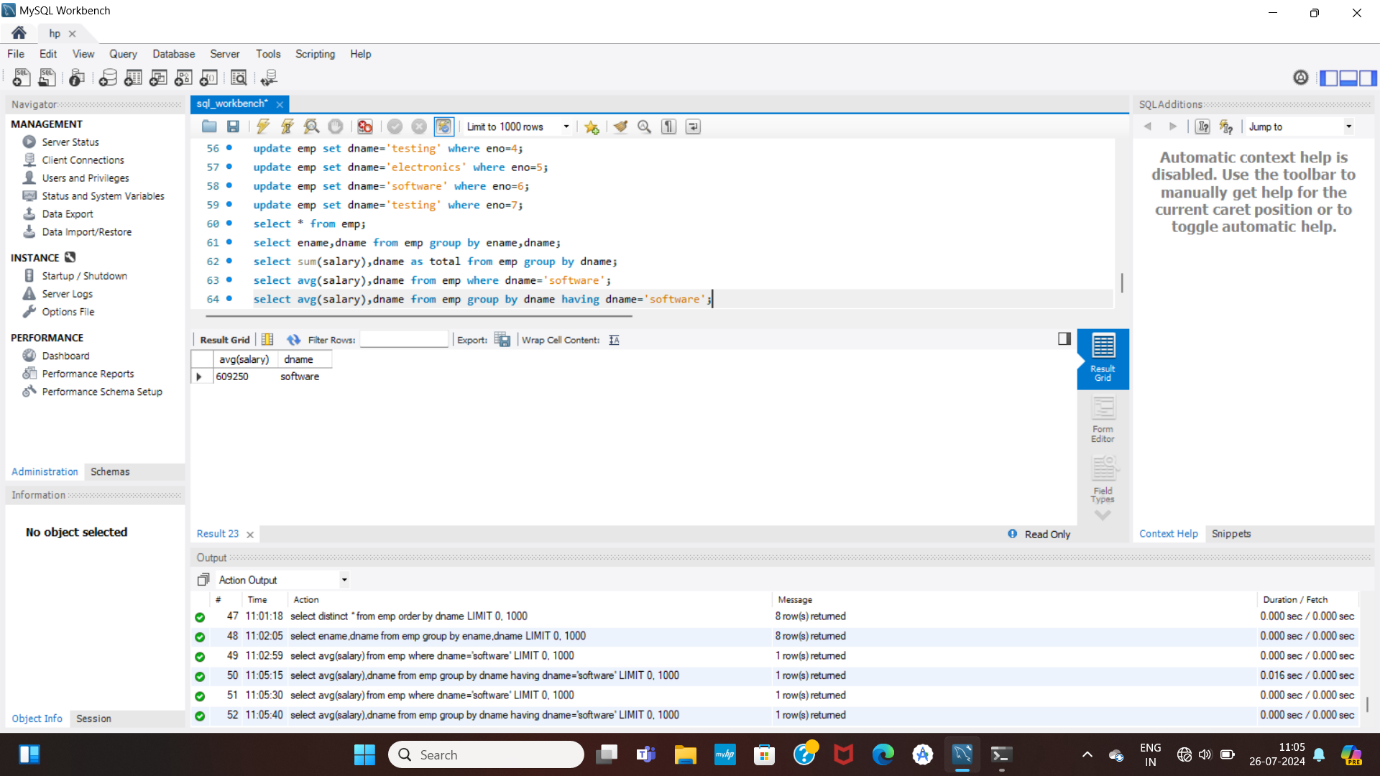 MySQL Workbench
hp
File Edit View Query Database Server Tools Scripting Help
Navigator
MANAGEMENT
Server Status
Client Connections
Users and Privileges
Status and System Variables
Data Export
Data Import/Restore
INSTANCE
Startup / Shutdown
Server Logs
Options File
PERFORMANCE
Dashboard
Performance Reports
Performance Schema Setup
Administration Schemas
Information
No object selected
Object Info Session
sql_workbench*
Limit to 1000 rows
56 update emp set dname='testing' where eno=4;
57 update emp set dname='electronics' where eno=5;
58 update emp set dname='software' where eno=6;
59 update emp set dname='testing' where eno=7;
60 select * from emp;
61 select ename,dname from emp group by ename,dname;
62 select sum(salary),dname as total from emp group by dname;
63 select avg(salary),dname from emp where dname='software';
64 select avg(salary),dname from emp group by dname having dname='software';
Result Grid Filter Rows: Export: Wrap Cell Content:
avg(salary) dname
609250 software
Result Grid
Form Editor
Field Types
Result 23
Read Only
SQLAdditions
Jump to
Automatic context help is
disabled. Use the toolbar to
manually get help for the
current caret position or to
toggle automatic help.
Context Help Snippets
Output
Action Output
# Time Action Message Duration / Fetch
47 11:01:18 select distinct * from emp order by dname LIMIT 0, 1000 8 row(s) returned 0.000 sec / 0.000 sec
48 11:02:05 select ename,dname from emp group by ename,dname LIMIT 0, 1000 8 row(s) returned 0.000 sec / 0.000 sec
49 11:02:59 select avg(salary) from emp where dname='software' LIMIT 0, 1000 1 row(s) returned 0.000 sec / 0.000 sec
50 11:05:15 select avg(salary),dname from emp group by dname having dname='software' LIMIT 0, 1000 1 row(s) returned 0.016 sec / 0.000 sec
51 11:05:30 select avg(salary) from emp where dname='software' LIMIT 0, 1000 1 row(s) returned 0.000 sec / 0.000 sec
52 11:05:40 select avg(salary),dname from emp group by dname having dname='software' LIMIT 0, 1000 1 row(s) returned 0.000 sec / 0.000 sec
Search
ENG
IN
11:05
26-07-2024
PRE